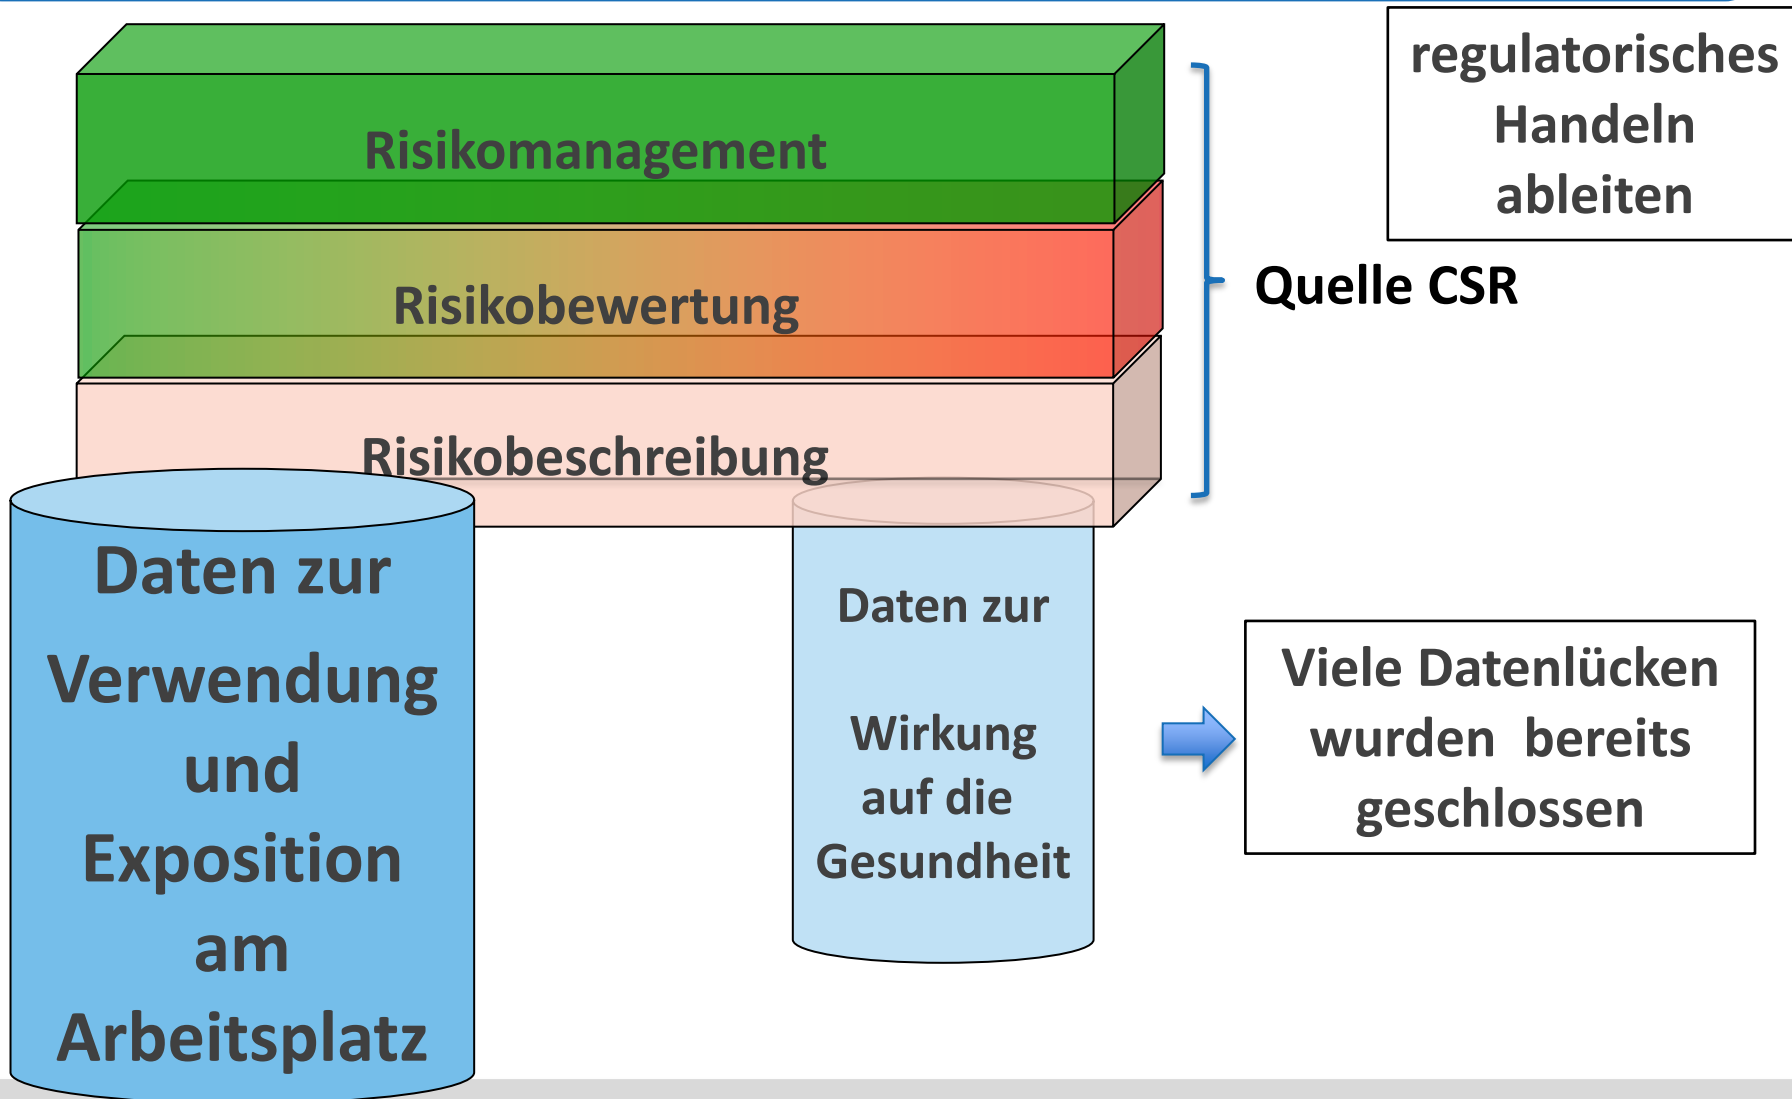 regulatorisches
Handeln
ableiten
Risikomanagement
Risikobewertung
Quelle CSR
Risikobeschreibung
Daten zur
Verwendung
und
Exposition
am
Arbeitsplatz
Daten zur
Wirkung
auf die
Gesundheit
Viele Datenlücken
wurden bereits
geschlossen